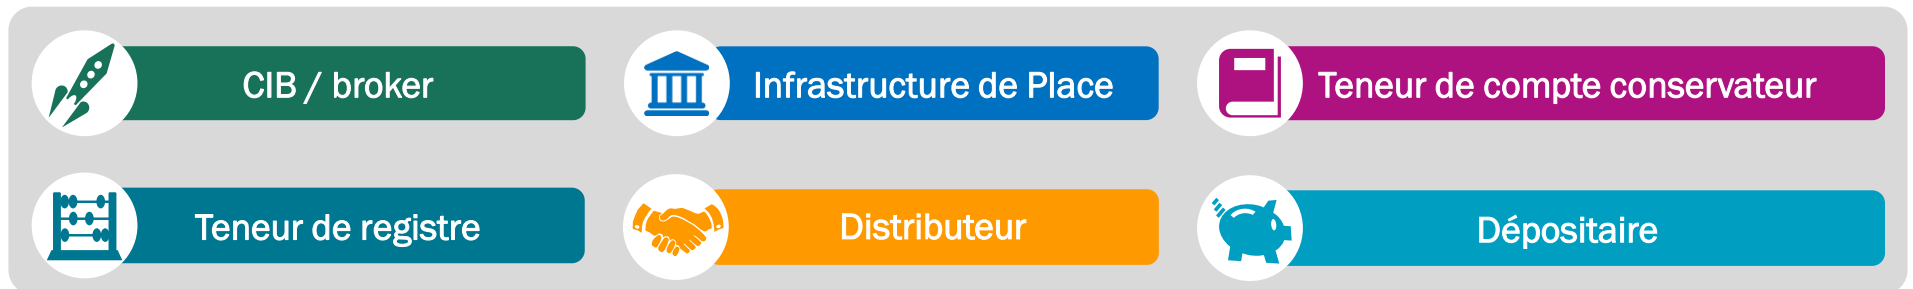 CIB / broker
Infrastructure de Place
Teneur de compte conservateur
Teneur de registre
Distributeur
Dépositaire